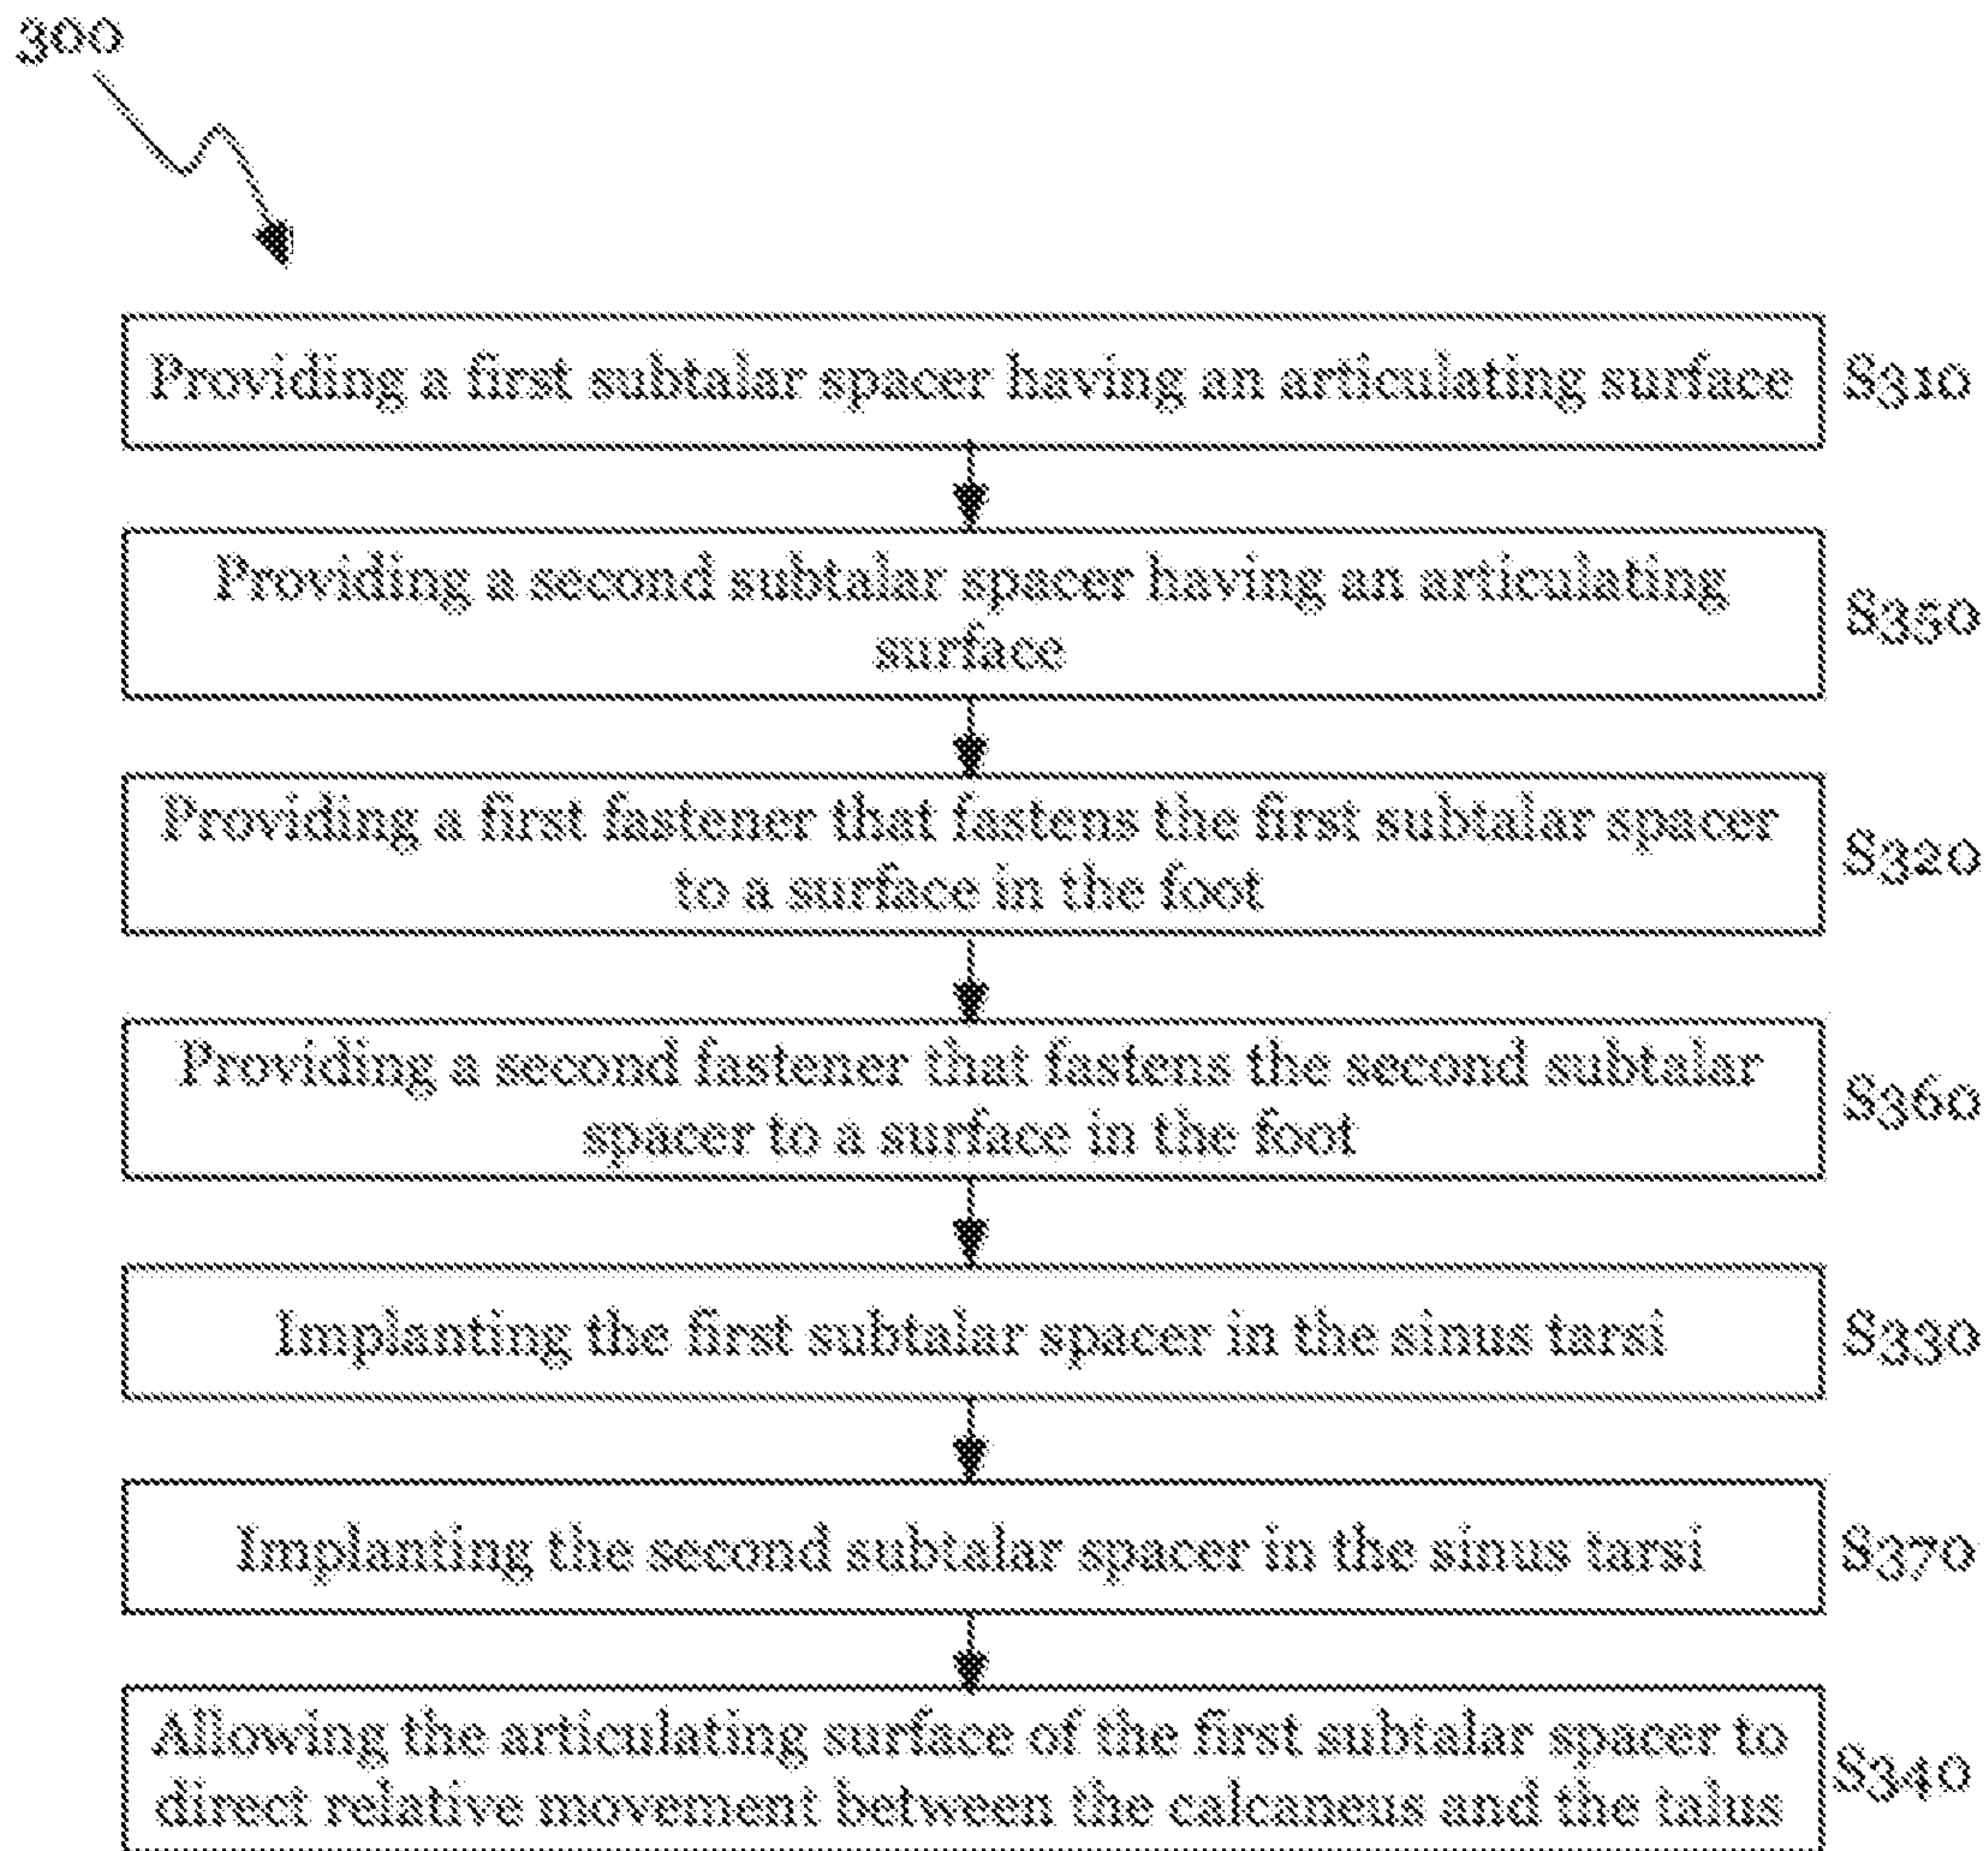 300
Providing a first subtalar spacer having an articulating surface
S310
Providing a second subtalar spacer having an articulating
surface
S350
Providing a first fastener that fastens the first subtalar spacer
to a surface in the foot
S320
Providing a second fastener that fastens the second subtalar
spacer to a surface in the foot
S360
Implanting the first subtalar spacer in the sinus tarsi
S330
Implanting the second subtalar spacer in the sinus tarsi
S370
Allowing the articulating surface of the first subtalar spacer to
direct relative movement between the calcaneus and the talus
S340